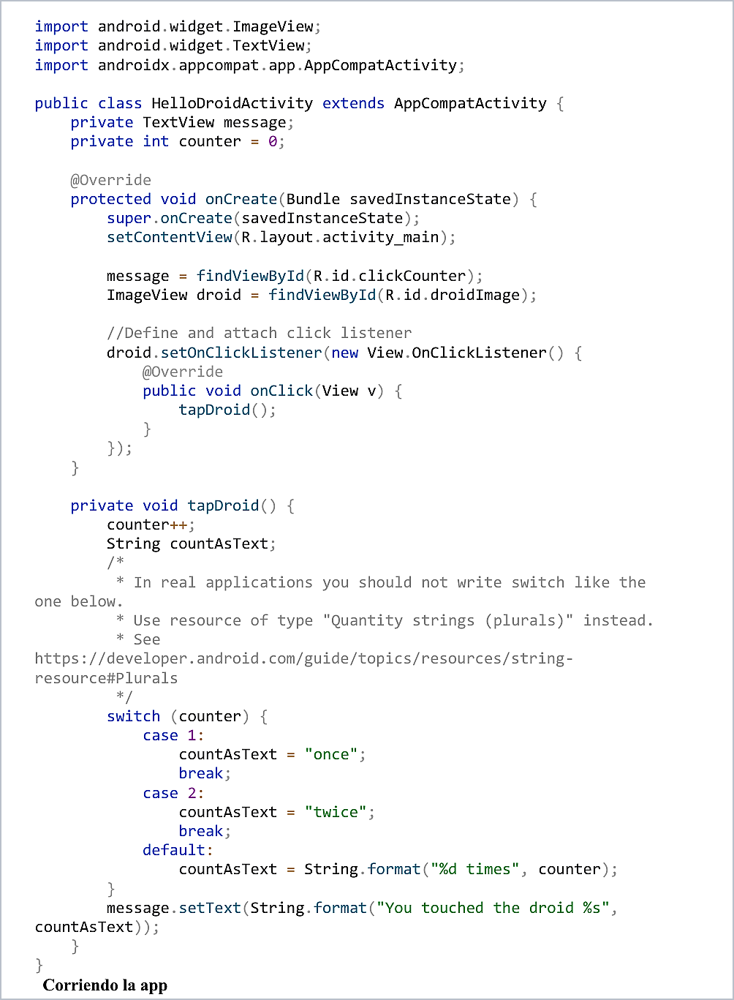 import android.widget.ImageView;
import android.widget.TextView;
import androidx.appcompat.app.AppCompatActivity;

public class HelloDroidActivity extends AppCompatActivity {
    private TextView message;
    private int counter = 0;

    @Override
    protected void onCreate(Bundle savedInstanceState) {
        super.onCreate(savedInstanceState);
        setContentView(R.layout.activity_main);

        message = findViewById(R.id.clickCounter);
        ImageView droid = findViewById(R.id.droidImage);

        //Define and attach click listener
        droid.setOnClickListener(new View.OnClickListener() {
            @Override
            public void onClick(View v) {
                tapDroid();
            }
        });
    }

    private void tapDroid() {
        counter++;
        String countAsText;
        /*
         * In real applications you should not write switch like the
one below.
         * Use resource of type "Quantity strings (plurals)" instead.
         * See
https://developer.android.com/guide/topics/resources/string-
resource#Plurals
         */
        switch (counter) {
            case 1:
                countAsText = "once";
                break;
            case 2:
                countAsText = "twice";
                break;
            default:
                countAsText = String.format("%d times", counter);
        }
        message.setText(String.format("You touched the droid %s",
countAsText));
    }
}
Corriendo la app